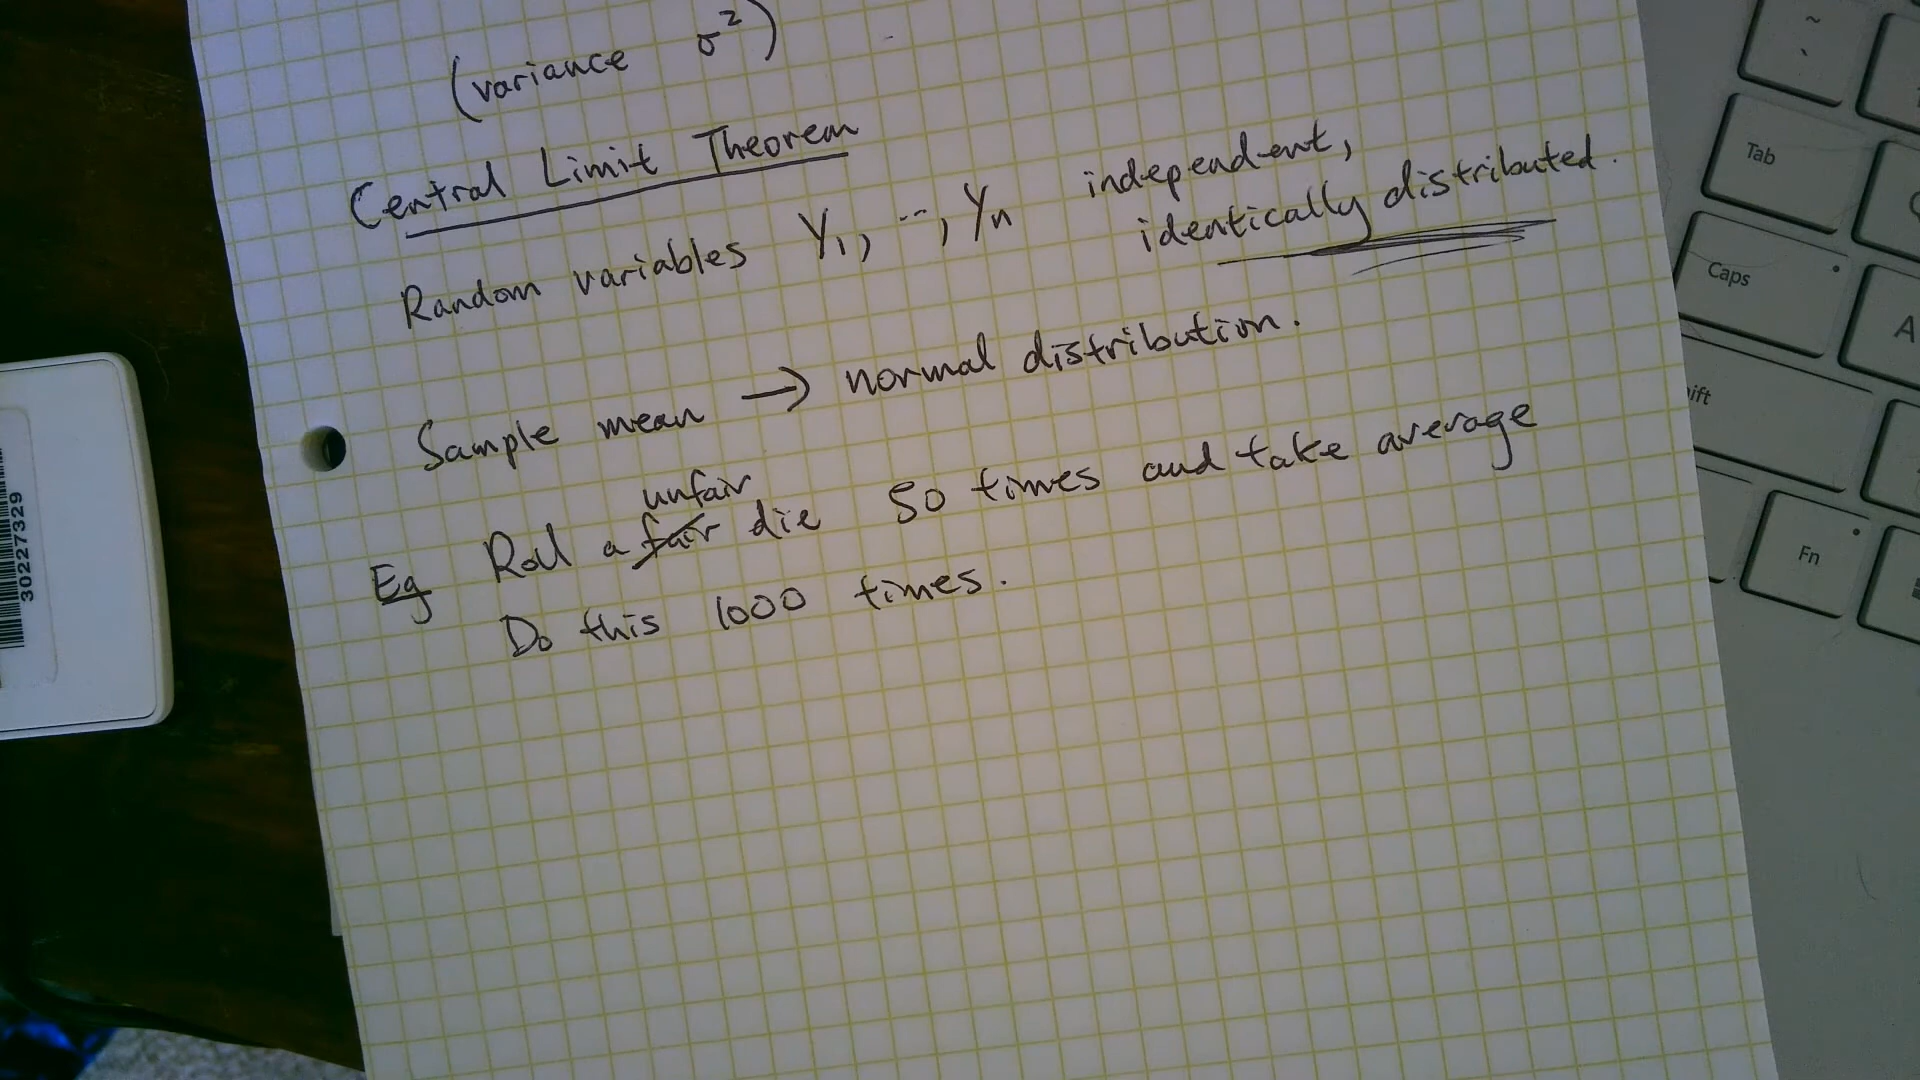 (variance σ²)
Central Limit Theorem
Random variables Y₁, ..., Yₙ independent,
identically distributed.
Sample mean → normal distribution.
unfair
Eg Roll a fair die 50 times and take average
Do this 1000 times.
30227329
~
`
Tab
Caps
A
ift
Fn